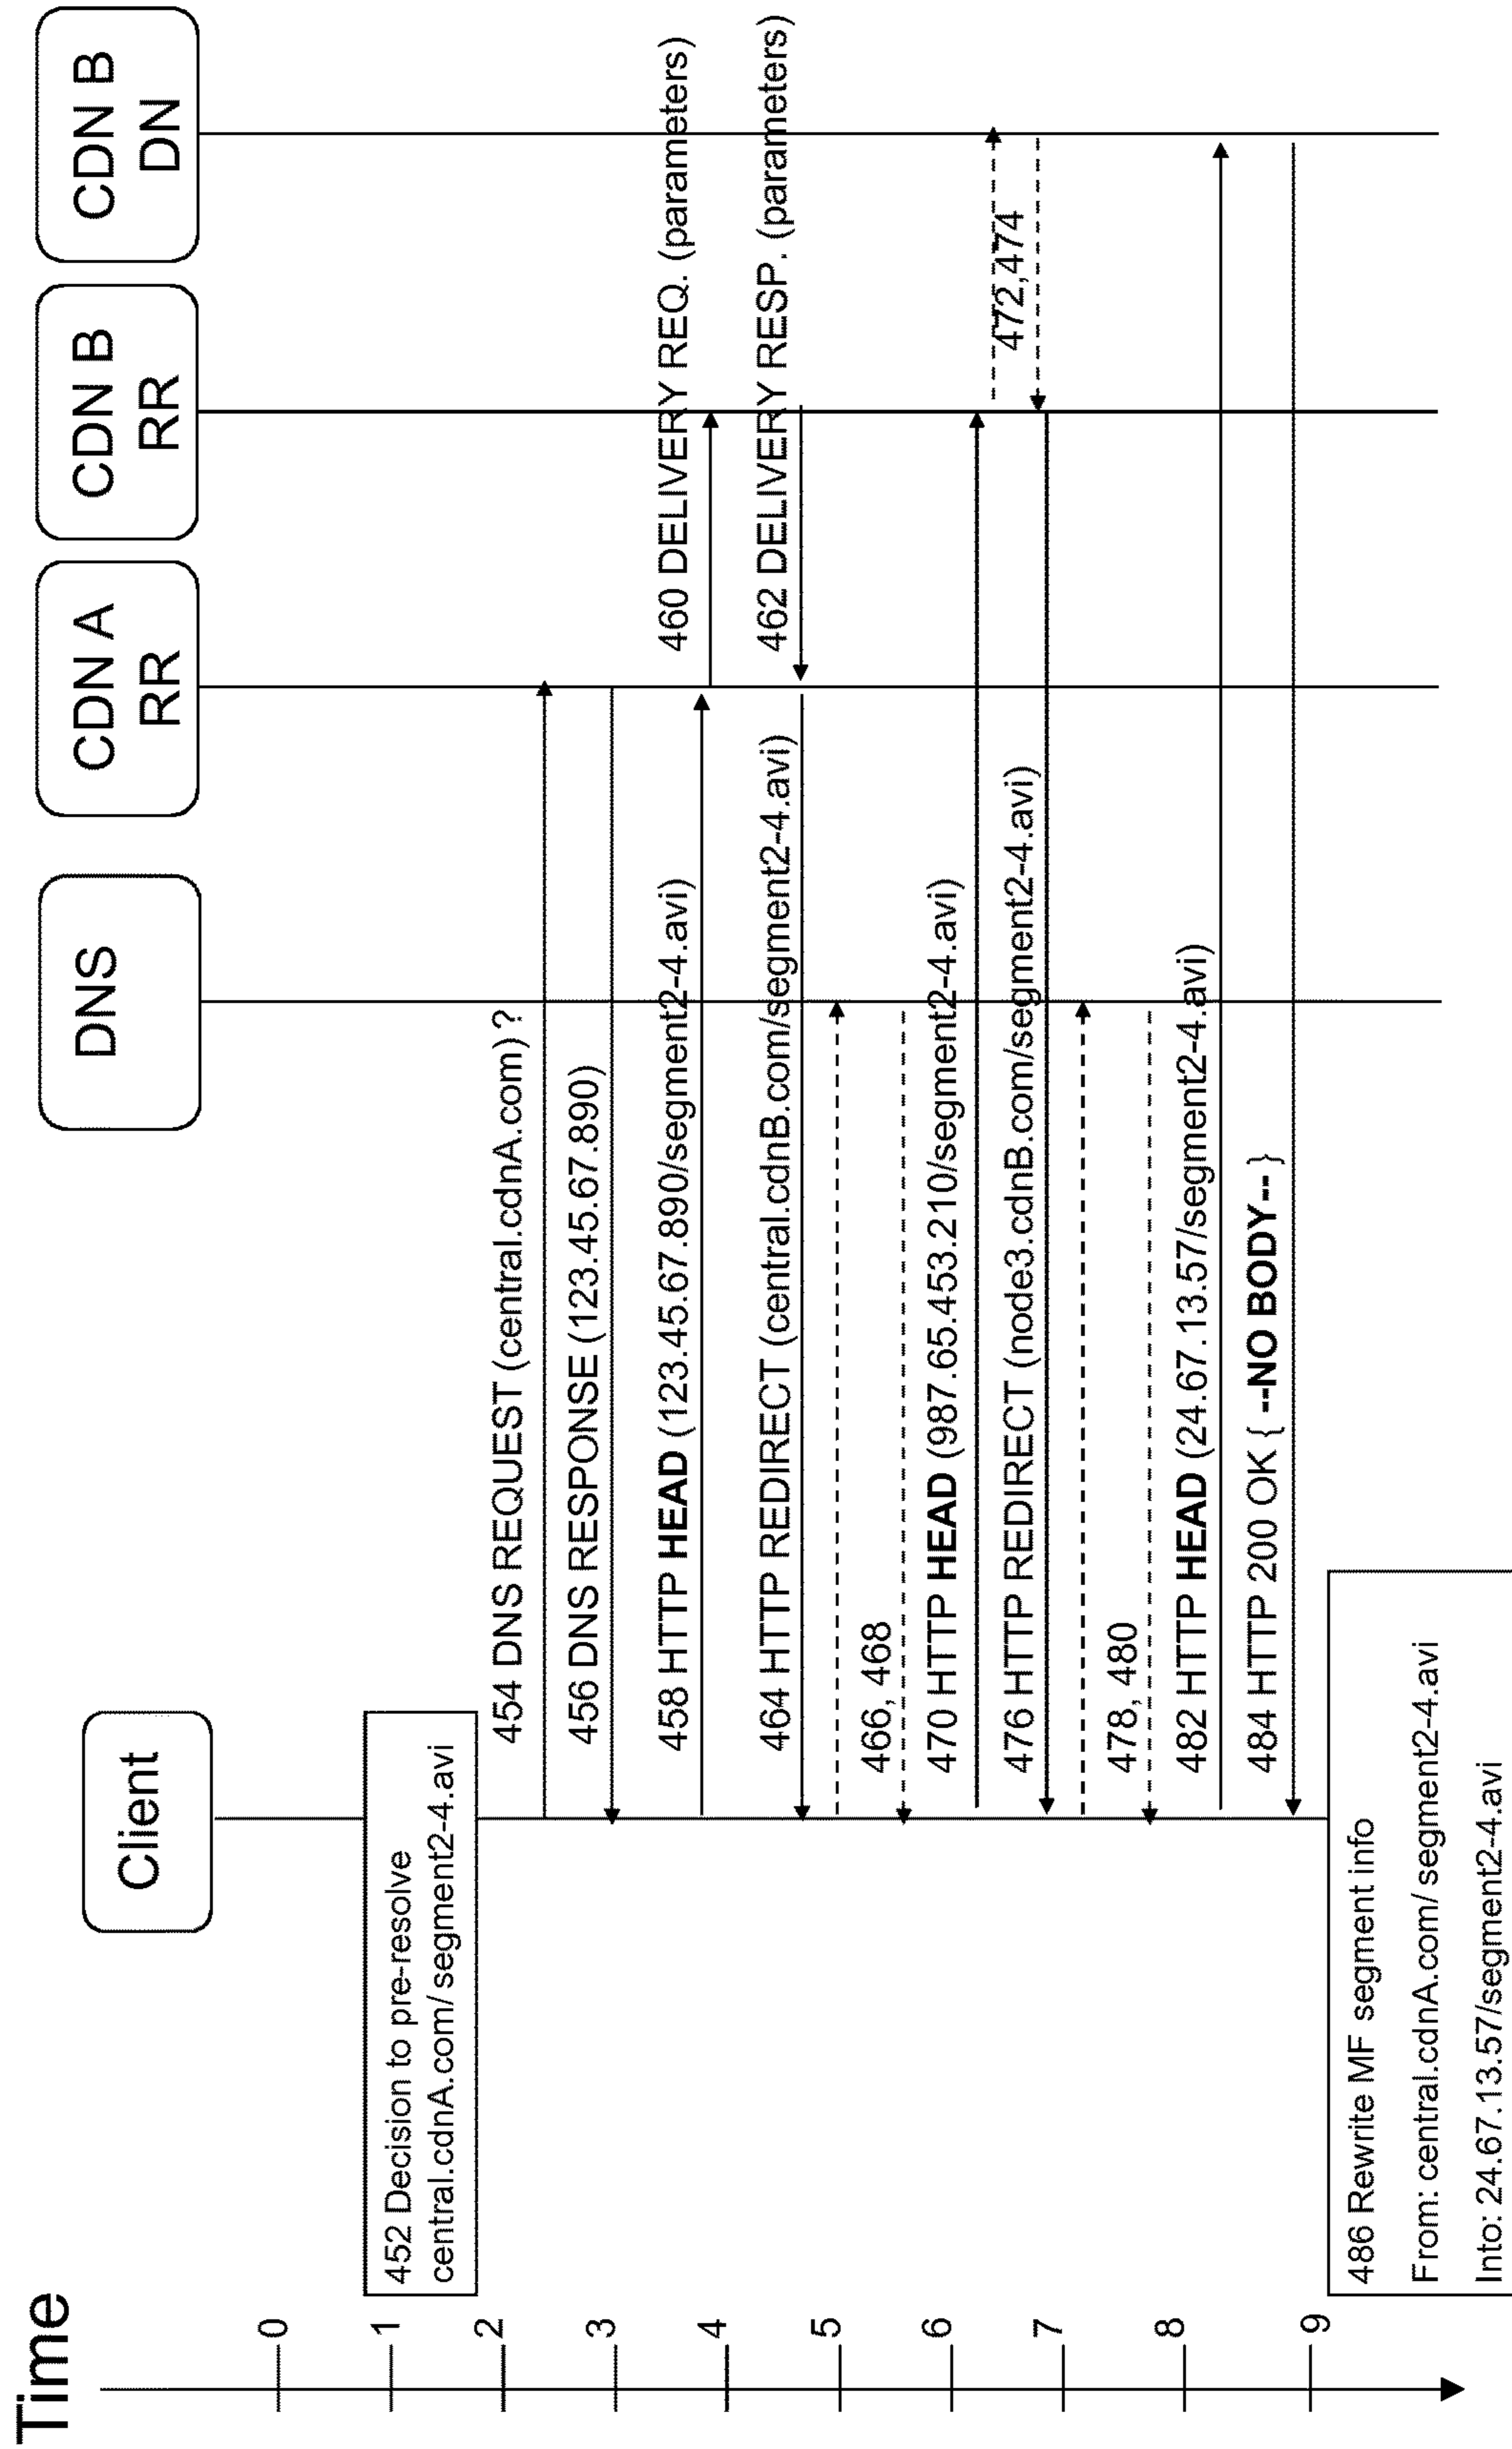 Time
Client
DNS
CDN A
RR
CDN B
RR
CDN B
DN
0
1
2
3
4
5
6
7
8
9
452 Decision to pre-resolve
central.cdnA.com/ segment2-4.avi
454 DNS REQUEST (central.cdnA.com) ?
456 DNS RESPONSE (123.45.67.890)
458 HTTP HEAD (123.45.67.890/segment2-4.avi)
460 DELIVERY REQ. (parameters)
462 DELIVERY RESP. (parameters)
464 HTTP REDIRECT (central.cdnB.com/segment2-4.avi)
466, 468
470 HTTP HEAD (987.65.453.210/segment2-4.avi)
472,474
476 HTTP REDIRECT (node3.cdnB.com/segment2-4.avi)
478, 480
482 HTTP HEAD (24.67.13.57/segment2-4.avi)
484 HTTP 200 OK { --NO BODY-- }
486 Rewrite MF segment info
From: central.cdnA.com/ segment2-4.avi
Into: 24.67.13.57/segment2-4.avi